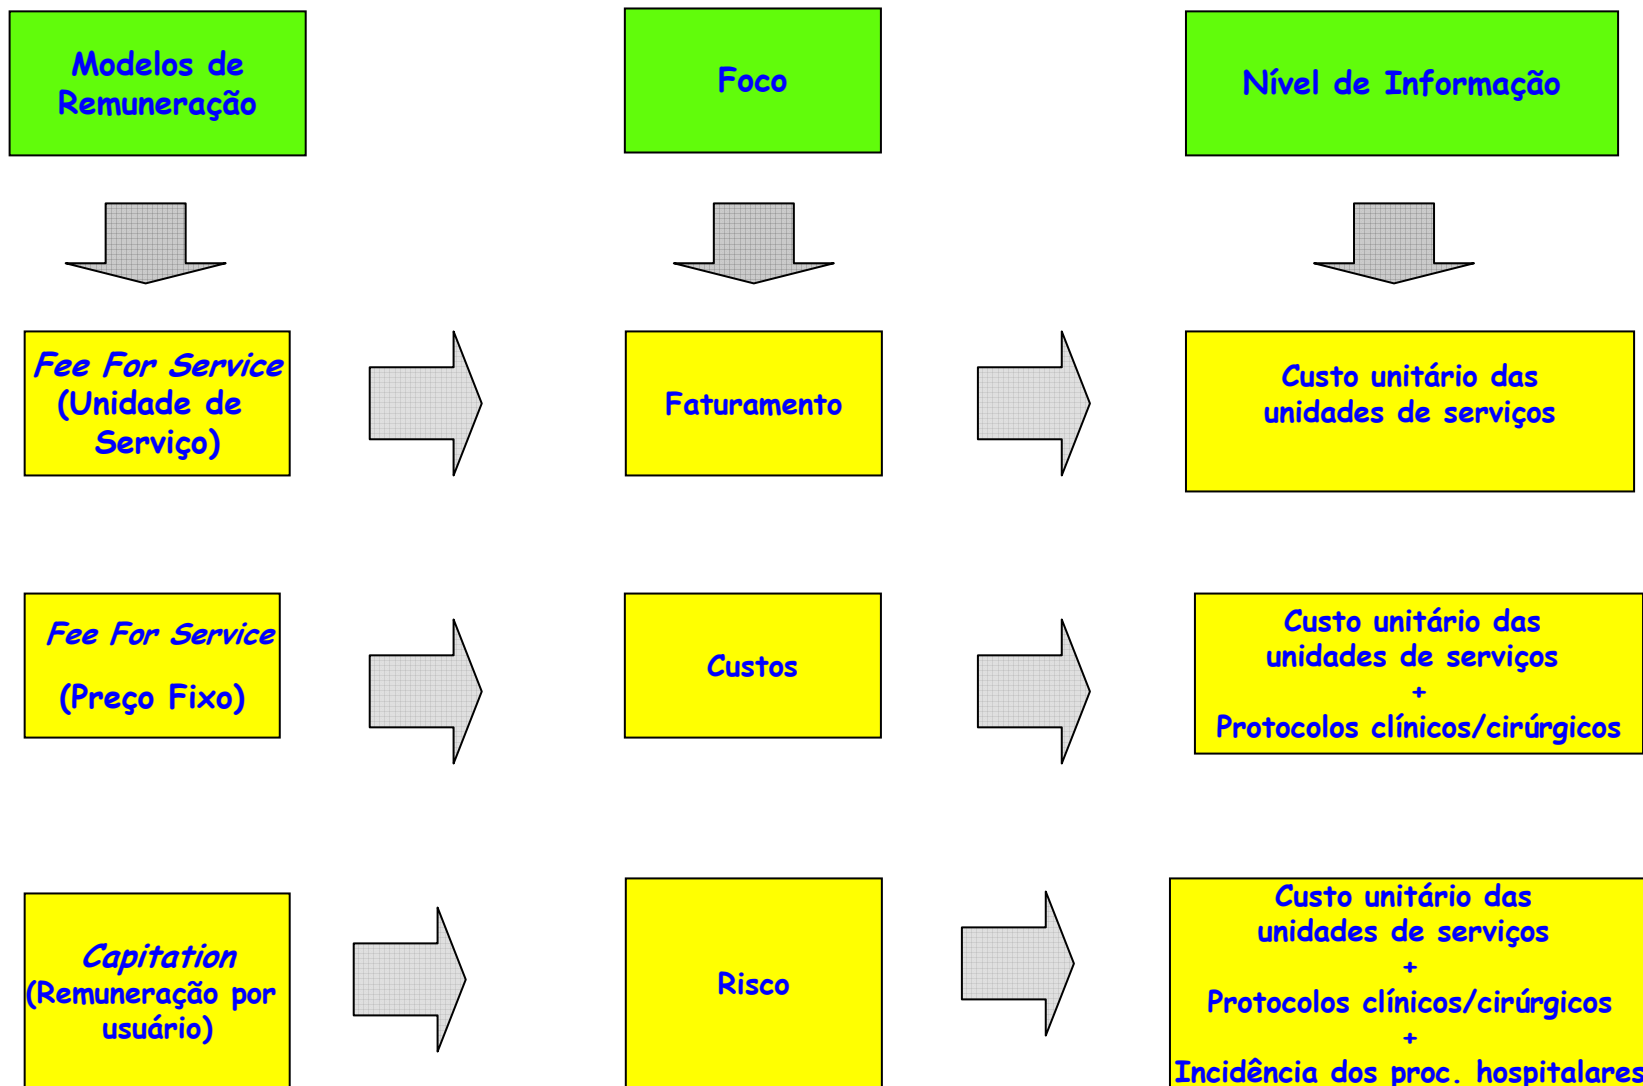 Modelos de
Remuneração
Foco
Nível de Informação
Fee For Service
(Unidade de
Serviço)
Faturamento
Custo unitário das
unidades de serviços
Fee For Service
(Preço Fixo)
Custos
Custo unitário das
unidades de serviços
+
Protocolos clínicos/cirúrgicos
Capitation
(Remuneração por
usuário)
Risco
Custo unitário das
unidades de serviços
+
Protocolos clínicos/cirúrgicos
+
Incidência dos proc. hospitalares